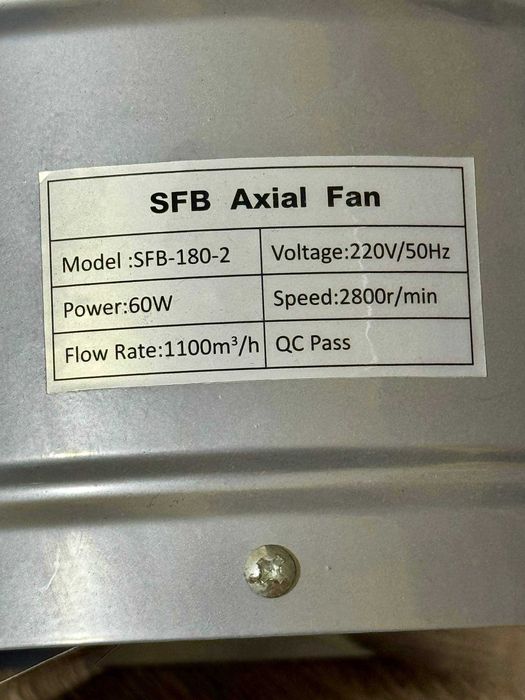 SFB Axial Fan
Model :SFB-180-2 Voltage:220V/50Hz
Power:60W Speed:2800r/min
Flow Rate:1100m³/h QC Pass